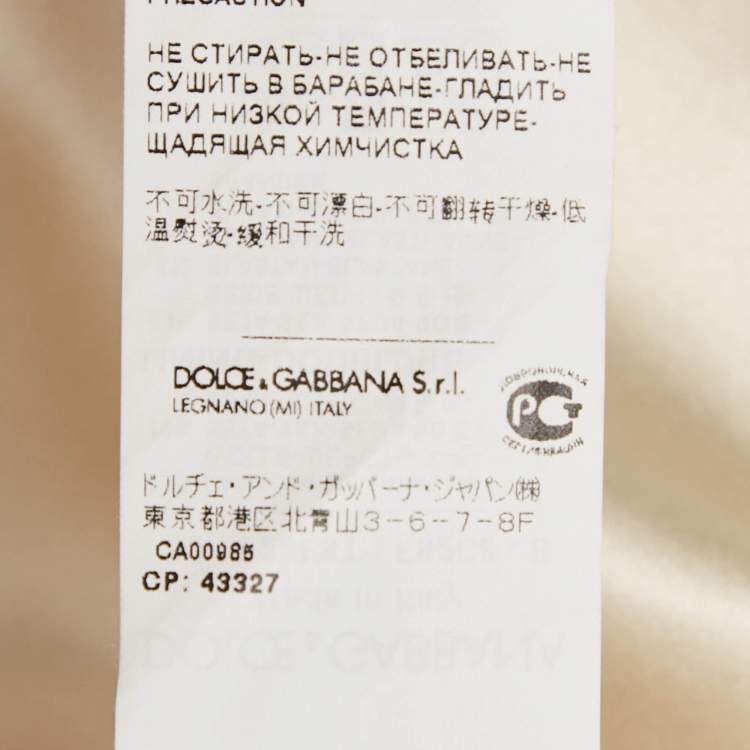 PRECAUTION
НЕ СТИРАТЬ-НЕ ОТБЕЛИВАТЬ-НЕ
СУШИТЬ В БАРАБАНЕ-ГЛАДИТЬ
ПРИ НИЗКОЙ ТЕМПЕРАТУРЕ-
ЩАДЯЩАЯ ХИМЧИСТКА
不可水洗-不可漂白-不可翻转干燥-低
温熨烫-缓和干洗
DOLCE & GABBANA S.r.l.
LEGNANO (MI) ITALY
РСТ
ドルチェ・アンド・ガッバーナ・ジャパン㈱
東京都港区北青山3-6-7-8F
CA00985
CP: 43327
DOLCE & GABBANA